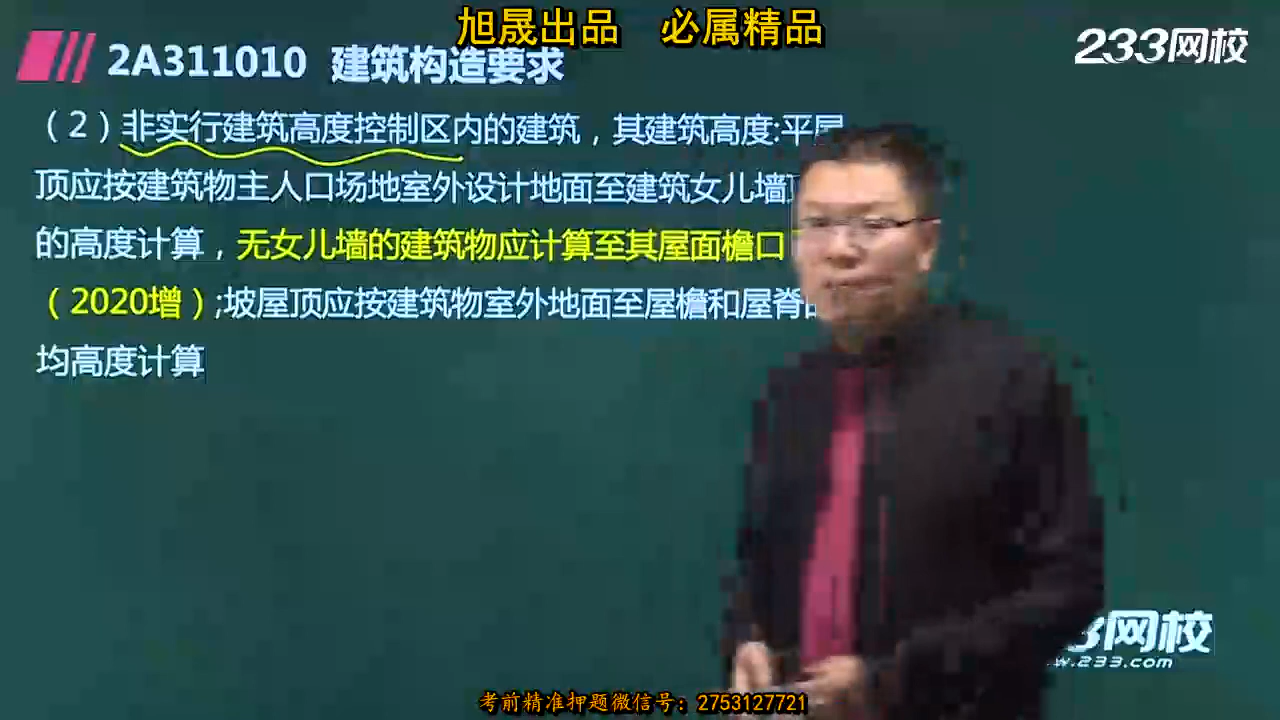 旭晟出品 必属精品
233网校
2A311010 建筑构造要求
（2）非实行建筑高度控制区内的建筑，其建筑高度:平屋
顶应按建筑物主人口场地室外设计地面至建筑女儿墙
的高度计算，无女儿墙的建筑物应计算至其屋面檐口
（2020增）;坡屋顶应按建筑物室外地面至屋檐和屋脊
均高度计算
3网校
w.233.com
考前精准押题微信号：2753127721